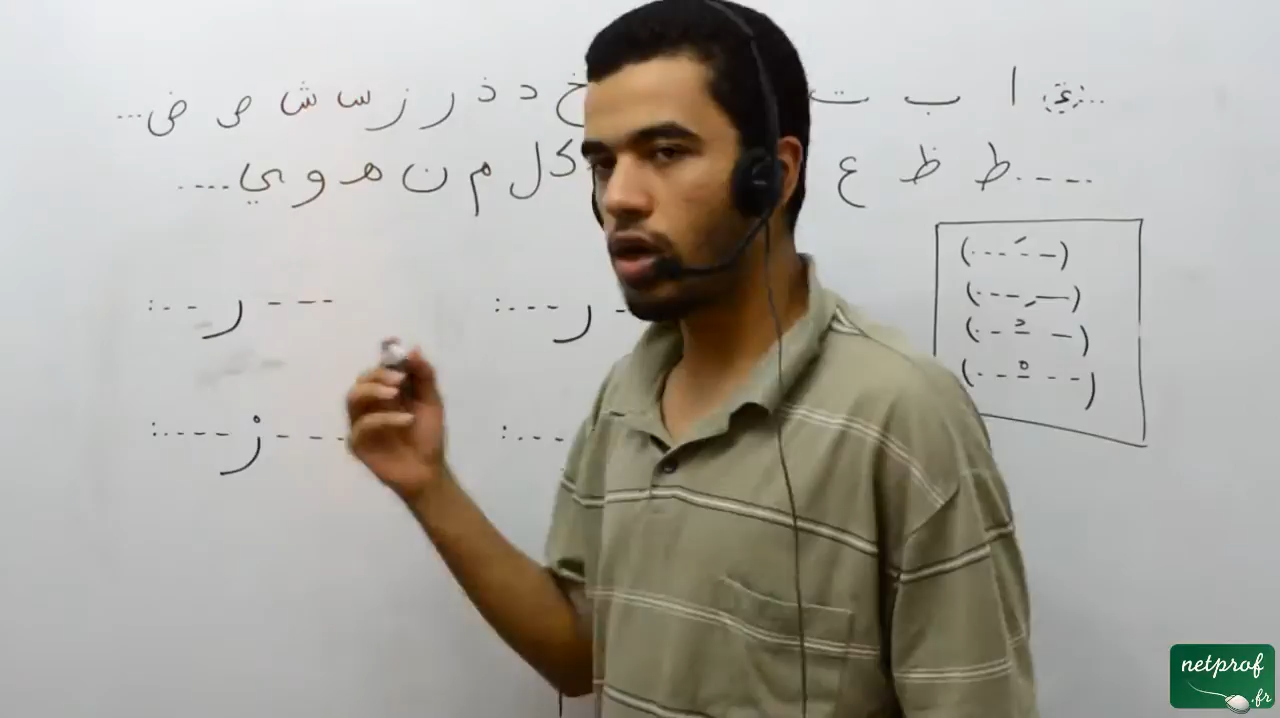 ...ء ا ب ت خ د ذ ر ز س ش ص ض...
....ط ظ ع ك ل م ن ه و ي....
(---َ-—)
(---ِ—)
(--ُ-—)
(--ْ---)
--- ر ---:
- ر ---:
---- ز ----:
...:
netprof
.fr